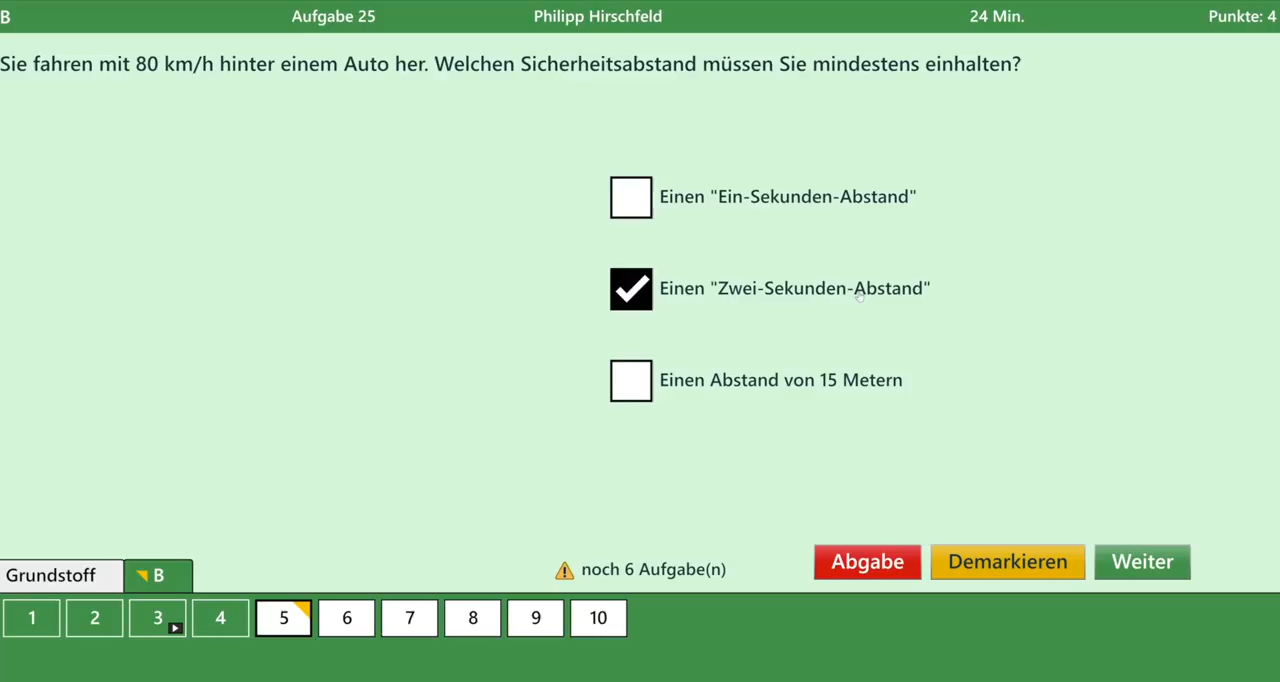 B Aufgabe 25 Philipp Hirschfeld 24 Min. Punkte: 4
Sie fahren mit 80 km/h hinter einem Auto her. Welchen Sicherheitsabstand müssen Sie mindestens einhalten?
Einen "Ein-Sekunden-Abstand"
Einen "Zwei-Sekunden-Abstand"
Einen Abstand von 15 Metern
Grundstoff B noch 6 Aufgabe(n) Abgabe Demarkieren Weiter
1 2 3 4 5 6 7 8 9 10